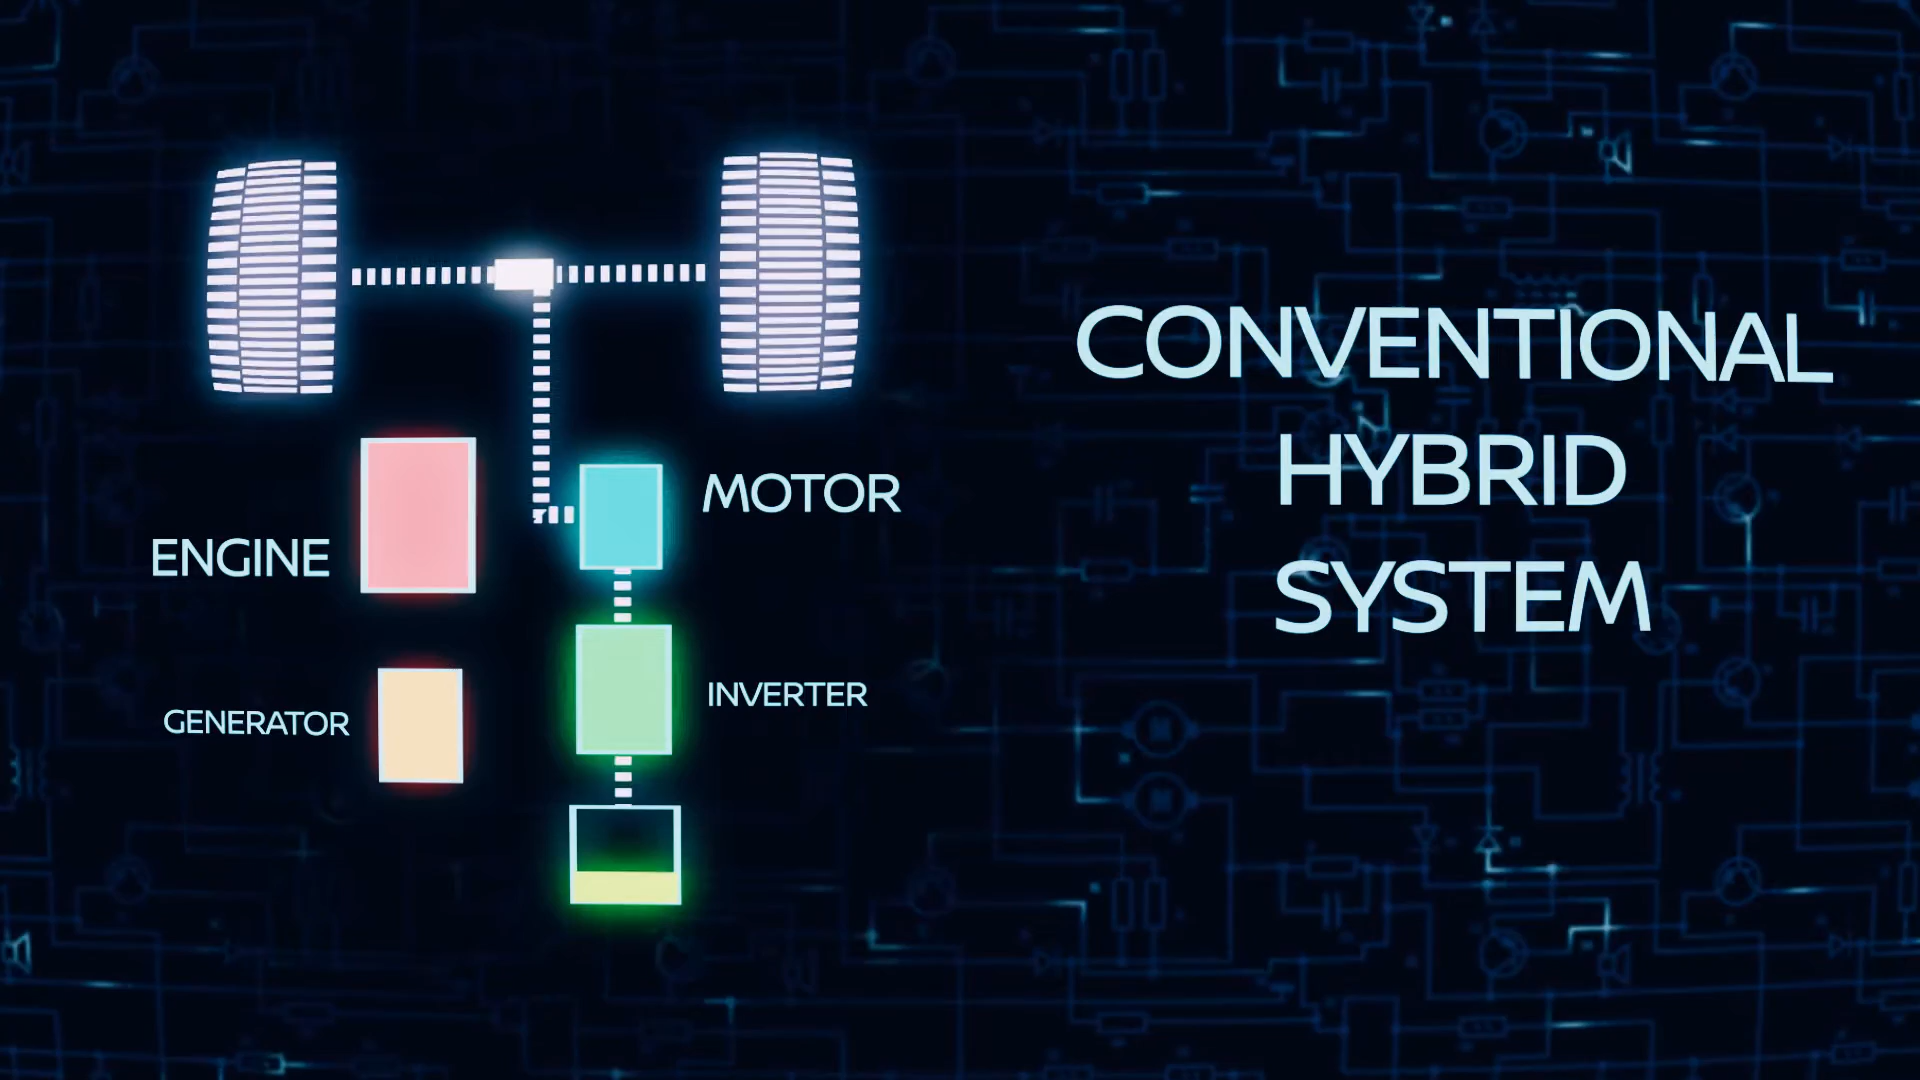 CONVENTIONAL
HYBRID
SYSTEM
MOTOR
ENGINE
INVERTER
GENERATOR